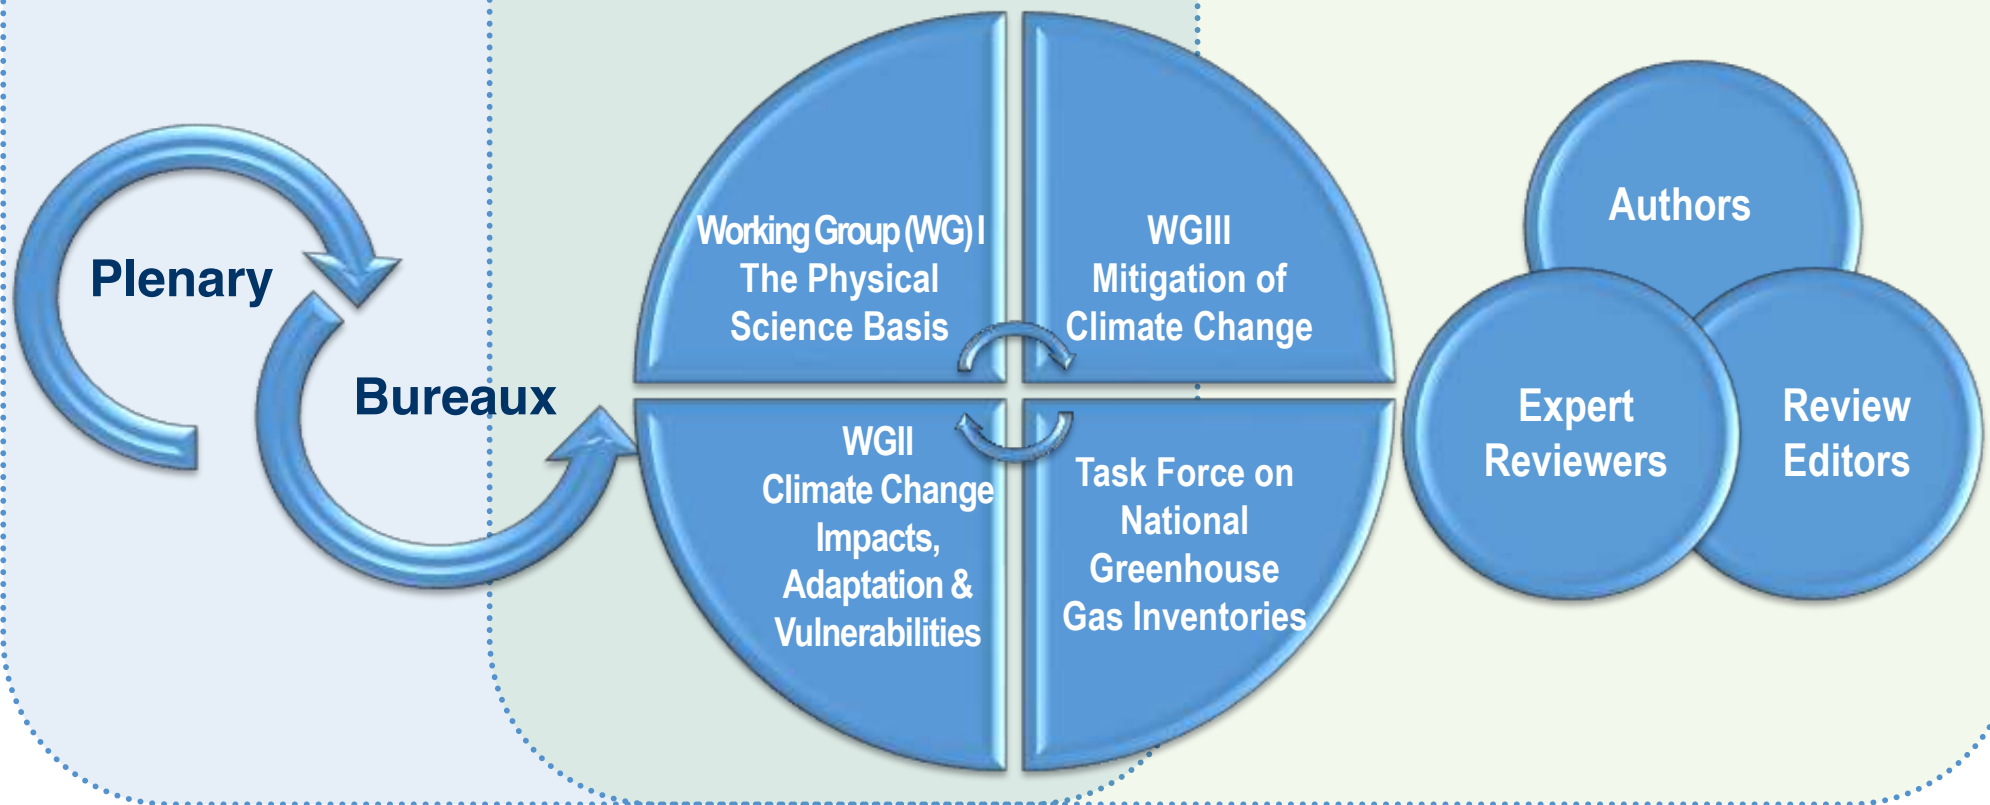 Plenary
Bureaux
Working Group (WG) I
The Physical
Science Basis
WGIII
Mitigation of
Climate Change
WGII
Climate Change
Impacts,
Adaptation &
Vulnerabilities
Task Force on
National
Greenhouse
Gas Inventories
Authors
Expert
Reviewers
Review
Editors